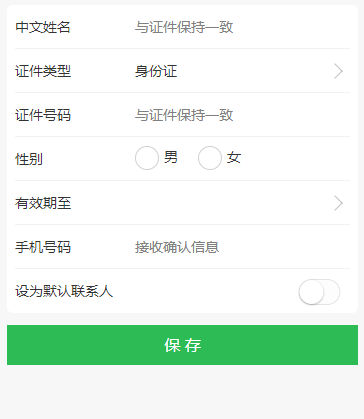 中文姓名 与证件保持一致
证件类型 身份证
证件号码 与证件保持一致
性别 男 女
有效期至
手机号码 接收确认信息
设为默认联系人
保存